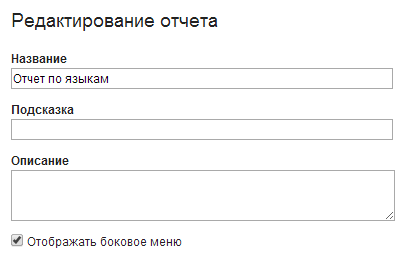 Редактирование отчета
Название
Отчет по языкам
Подсказка
Описание
Отображать боковое меню